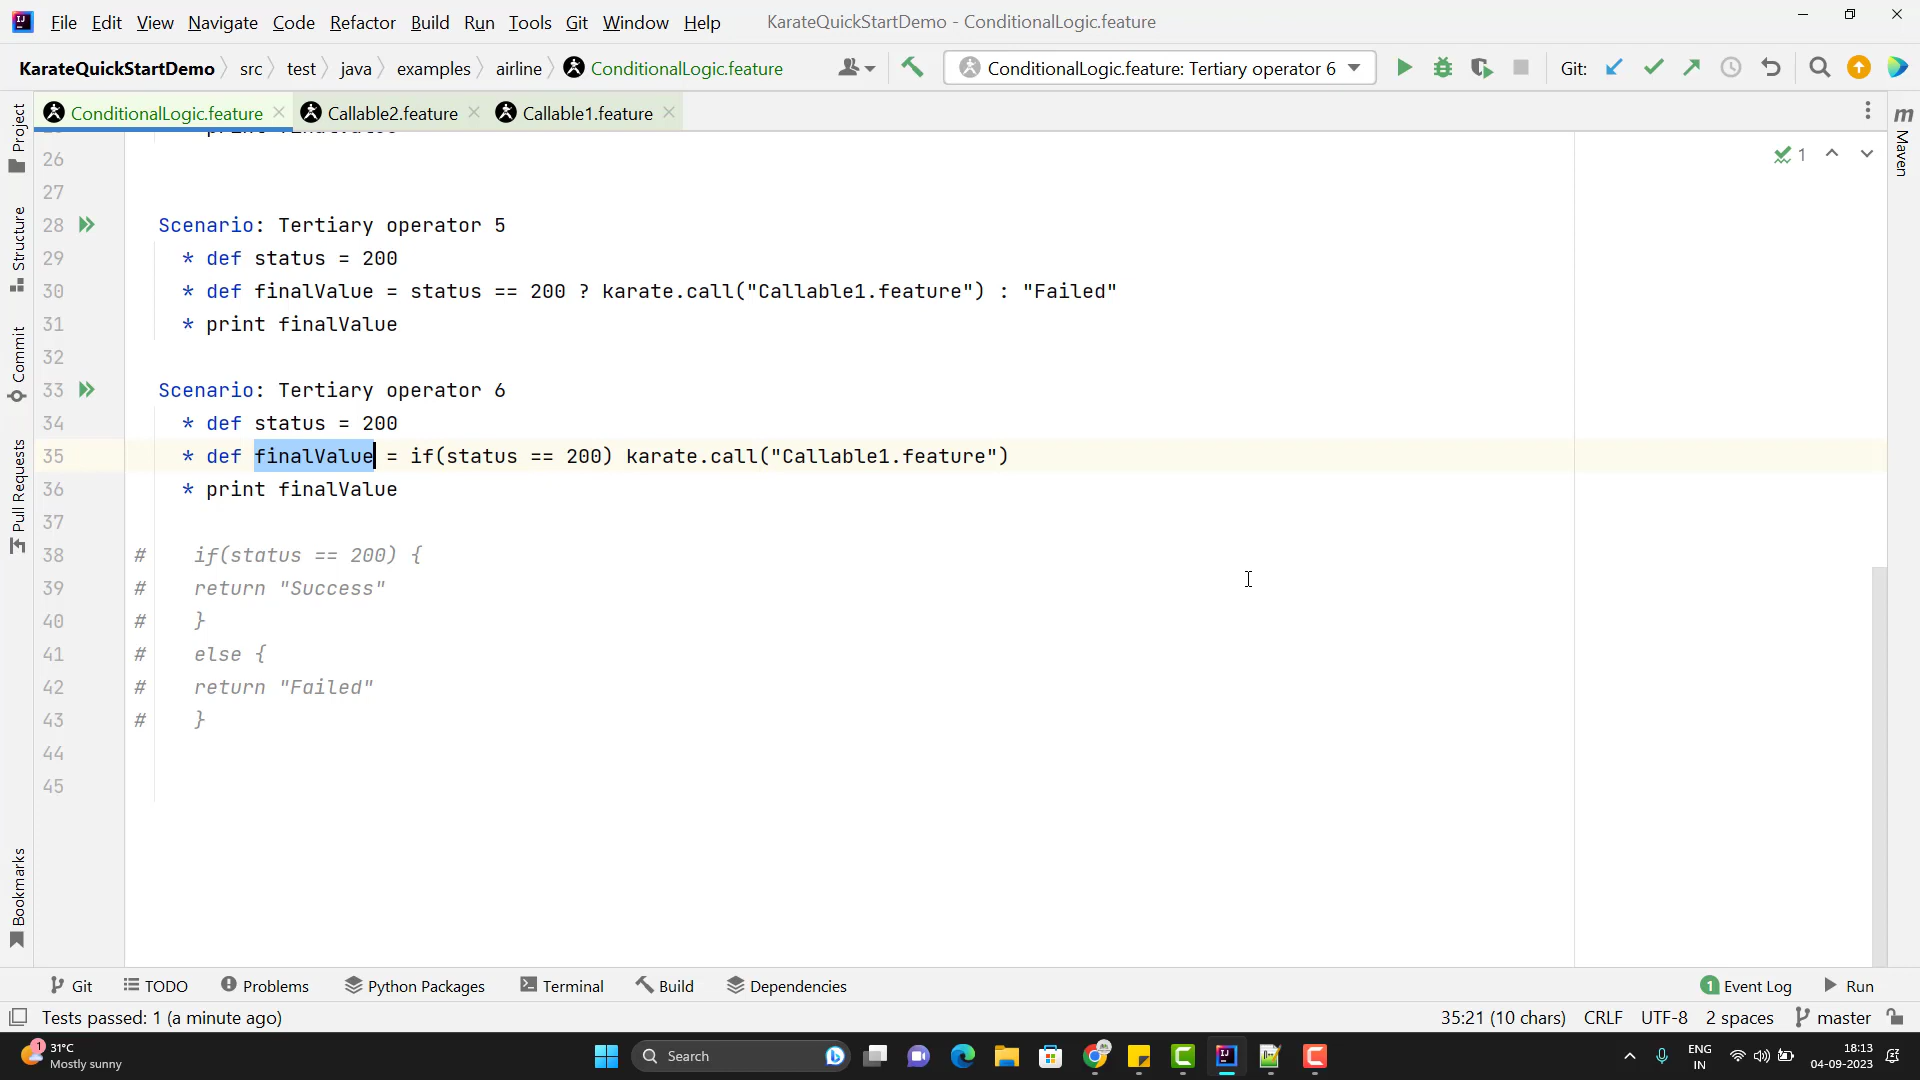 File Edit View Navigate Code Refactor Build Run Tools Git Window Help KarateQuickStartDemo - ConditionalLogic.feature
KarateQuickStartDemo src test java examples airline ConditionalLogic.feature ConditionalLogic.feature: Tertiary operator 6 Git:
ConditionalLogic.feature Callable2.feature Callable1.feature
Project
Structure
Commit
Pull Requests
Bookmarks
m
Maven
1
26
27
28 Scenario: Tertiary operator 5
29 * def status = 200
30 * def finalValue = status == 200 ? karate.call("Callable1.feature") : "Failed"
31 * print finalValue
32
33 Scenario: Tertiary operator 6
34 * def status = 200
35 * def finalValue = if(status == 200) karate.call("Callable1.feature")
36 * print finalValue
37
38 # if(status == 200) {
39 # return "Success"
40 # }
41 # else {
42 # return "Failed"
43 # }
44
45
Git TODO Problems Python Packages Terminal Build Dependencies 1 Event Log Run
Tests passed: 1 (a minute ago) 35:21 (10 chars) CRLF UTF-8 2 spaces master
1 31°C
Mostly sunny
Search
ENG
IN
18:13
04-09-2023